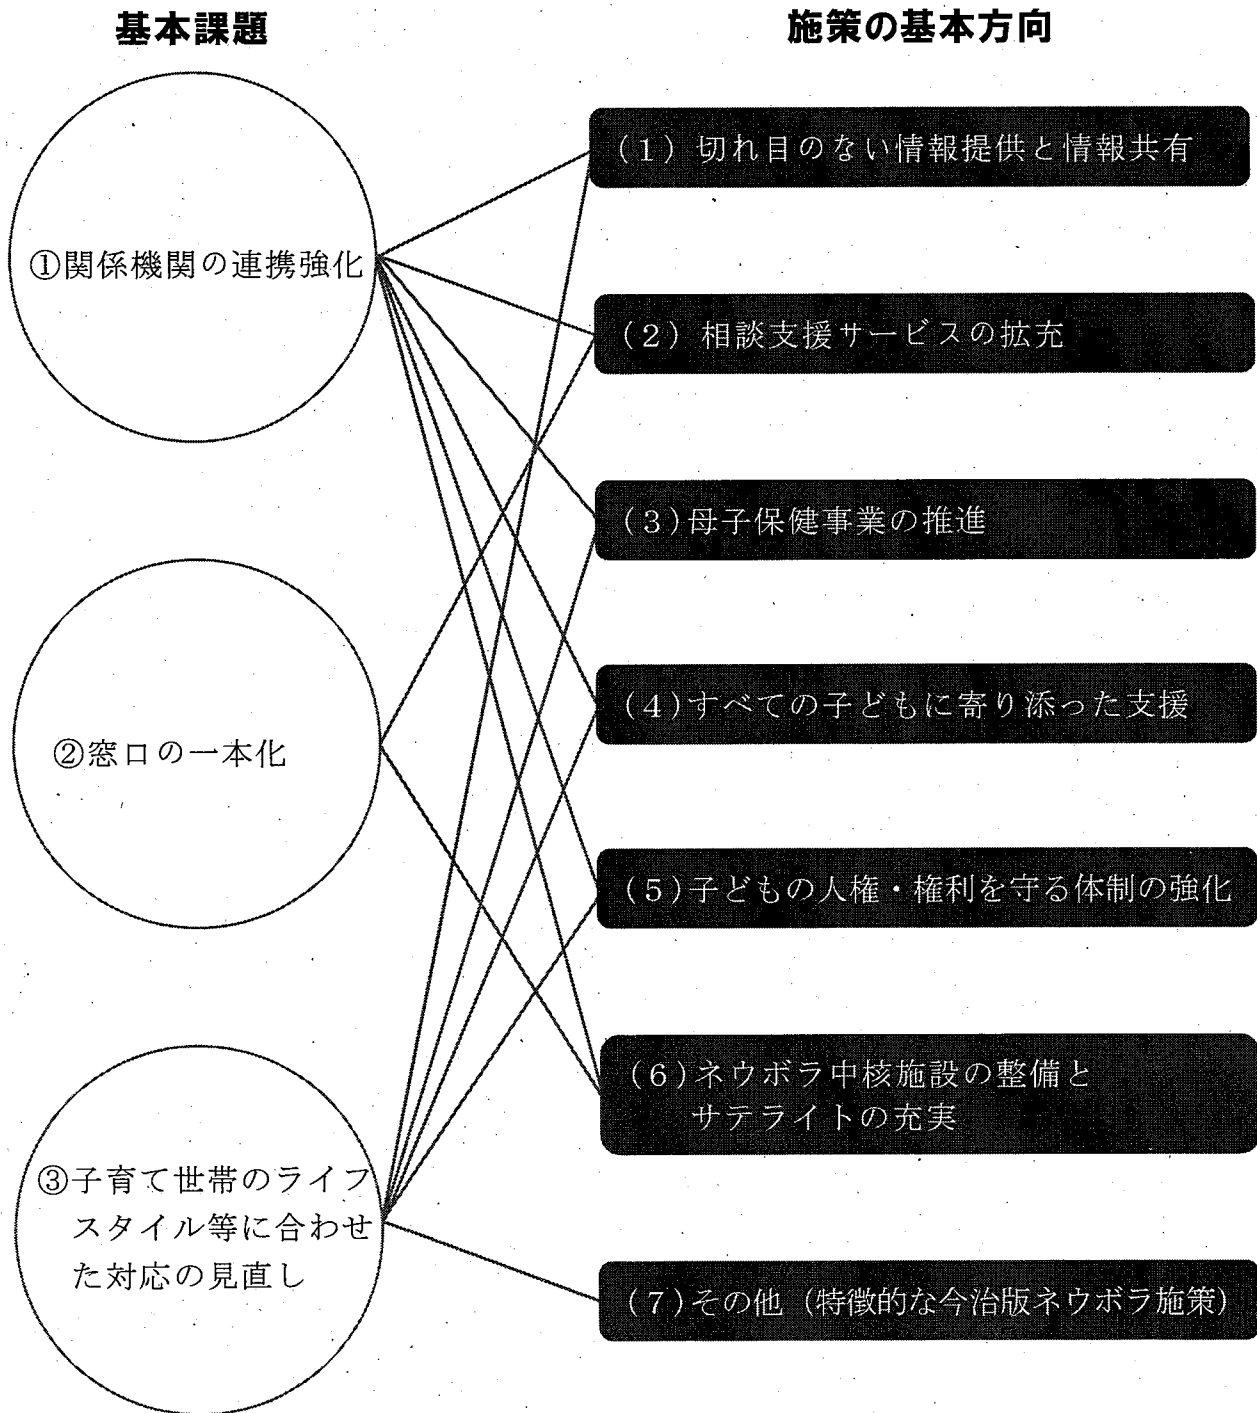 基本課題
施策の基本方向
①関係機関の連携強化
②窓口の一本化
③子育て世帯のライフ
スタイル等に合わせ
た対応の見直し
(1) 切れ目のない情報提供と情報共有
(2) 相談支援サービスの拡充
(3)母子保健事業の推進
(4)すべての子どもに寄り添った支援
(5)子どもの人権・権利を守る体制の強化
(6)ネウボラ中核施設の整備と
サテライトの充実
(7)その他(特徴的な今治版ネウボラ施策)